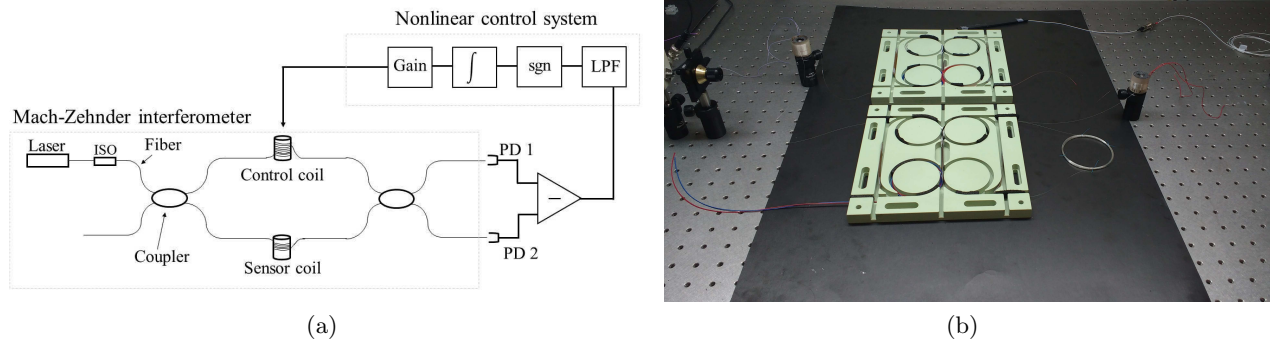 Nonlinear control system
Gain
∫
sgn
LPF
Mach-Zehnder interferometer
Laser
ISO
Fiber
Control coil
PD 1
−
Coupler
Sensor coil
PD 2
(a)
(b)